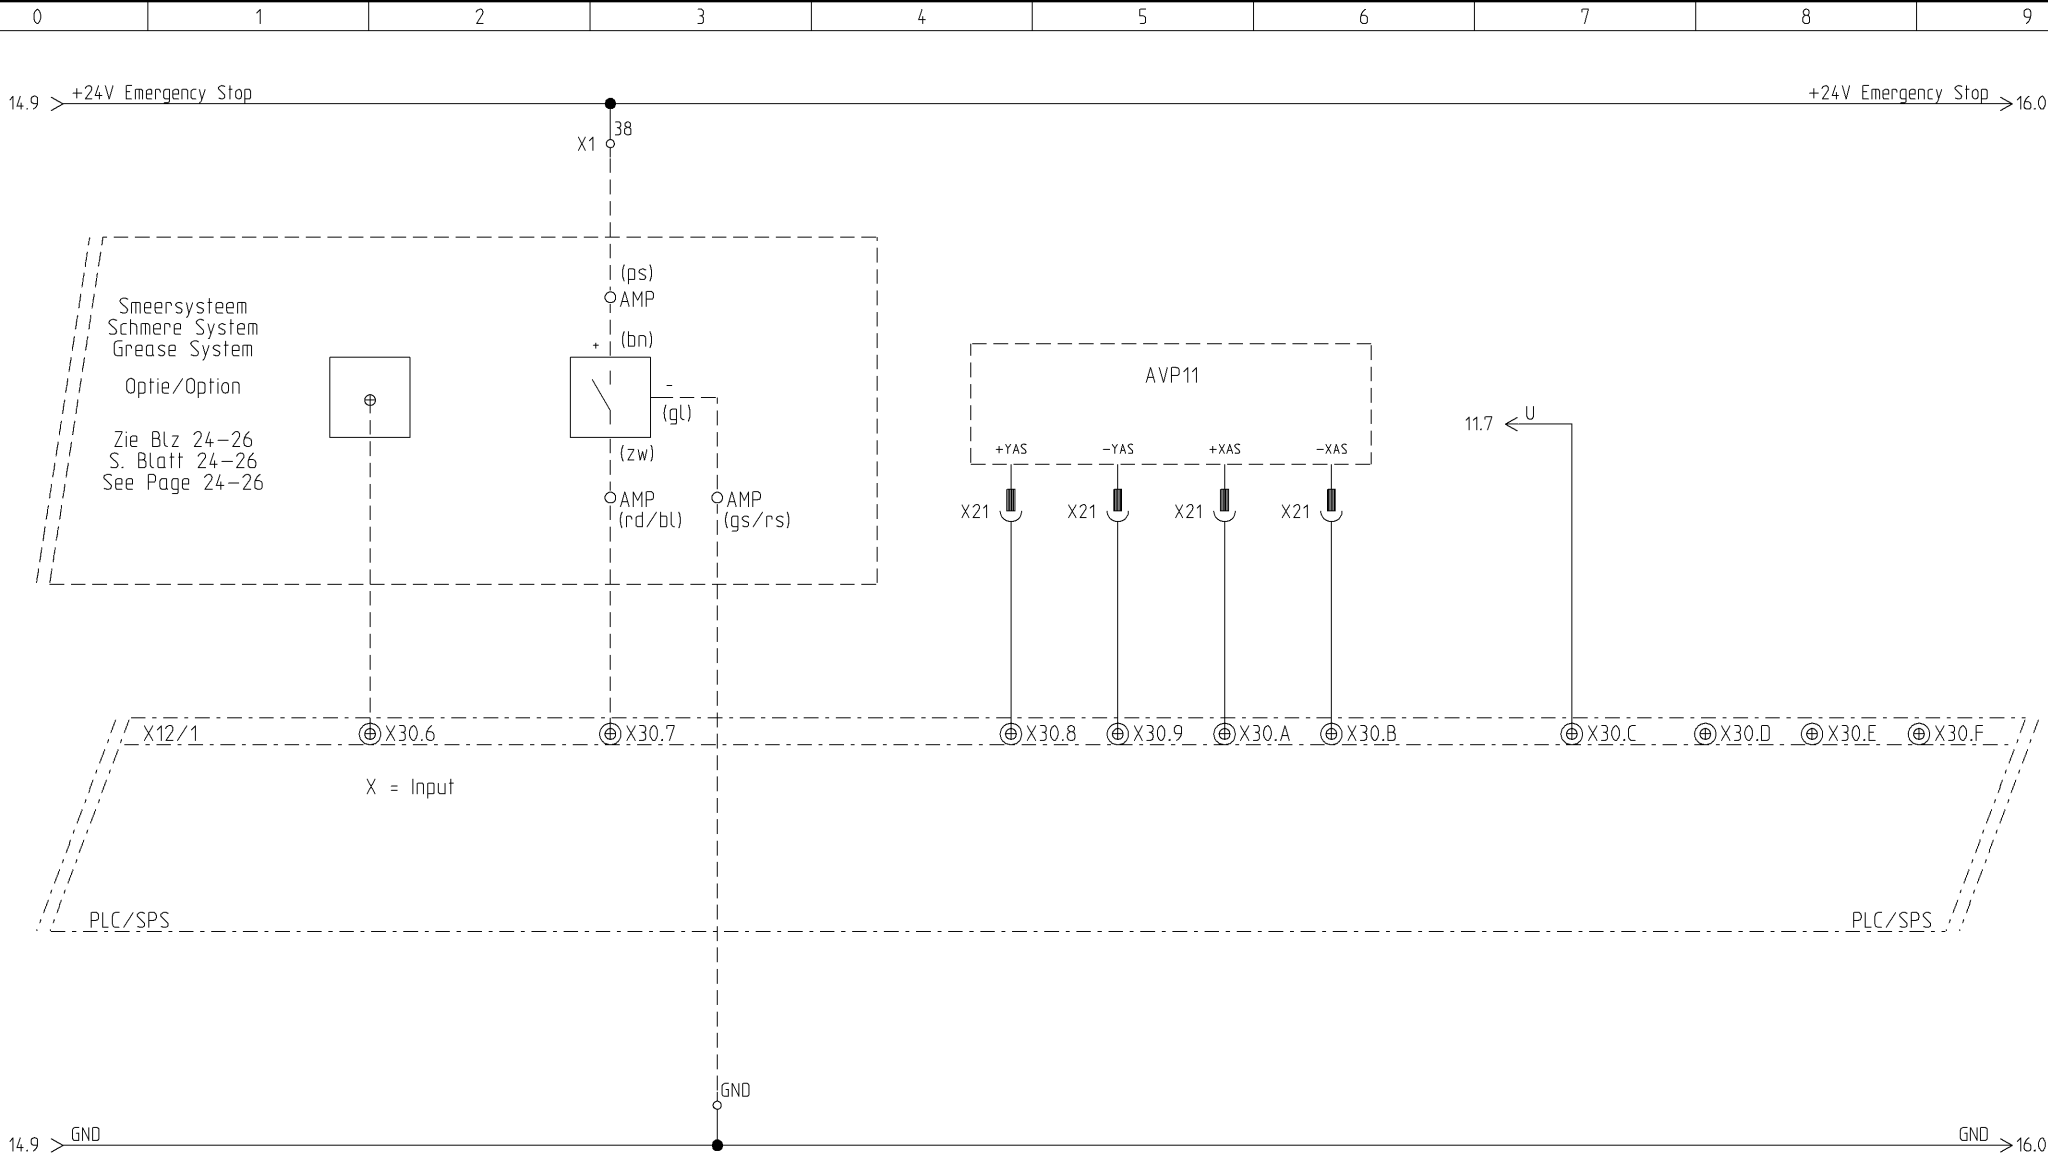 0 1 2 3 4 5 6 7 8 9
14.9 +24V Emergency Stop +24V Emergency Stop 16.0
38
X1
(ps)
AMP
Smeersysteem
Schmere System
Grease System
Optie/Option
Zie Blz 24-26
S. Blatt 24-26
See Page 24-26
+ (bn)
-
(gl)
(zw)
AMP
(rd/bl)
AMP
(gs/rs)
AVP11
+YAS -YAS +XAS -XAS
X21 X21 X21 X21
11.7 U
X12/1 X30.6 X30.7 X30.8 X30.9 X30.A X30.B X30.C X30.D X30.E X30.F
X = Input
PLC/SPS PLC/SPS
GND
14.9 GND GND 16.0